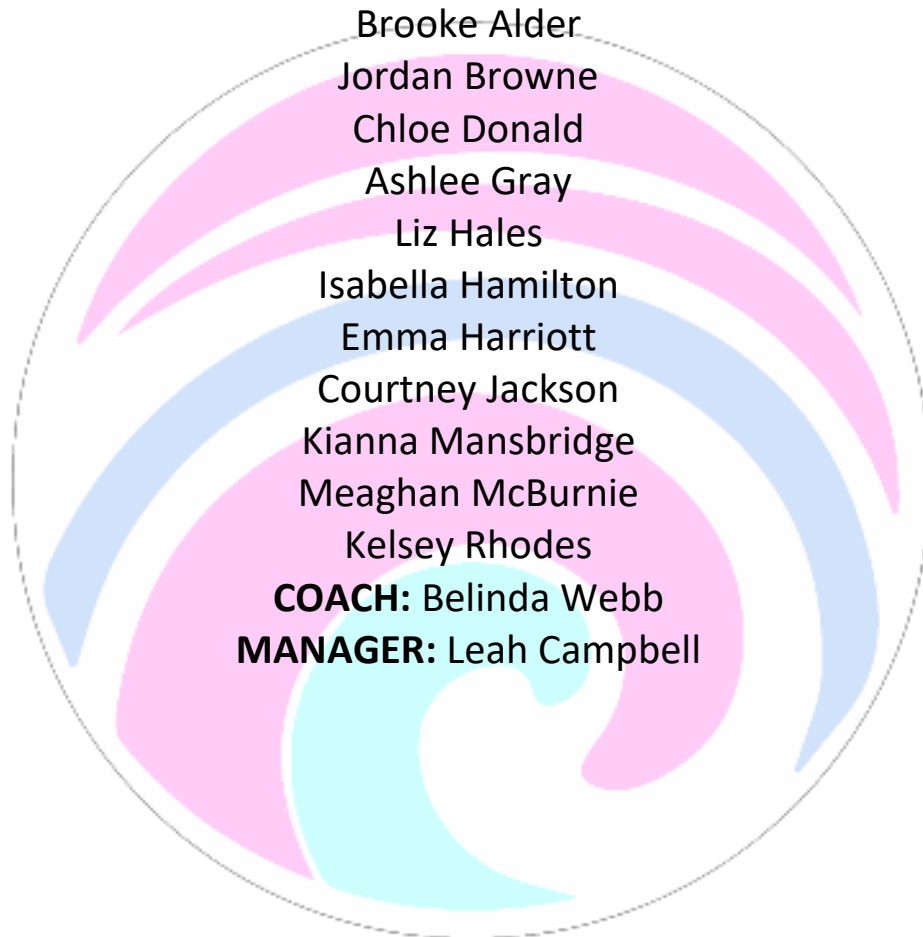 Brooke Alder
Jordan Browne
Chloe Donald
Ashlee Gray
Liz Hales
Isabella Hamilton
Emma Harriott
Courtney Jackson
Kianna Mansbridge
Meaghan McBurnie
Kelsey Rhodes
COACH: Belinda Webb
MANAGER: Leah Campbell